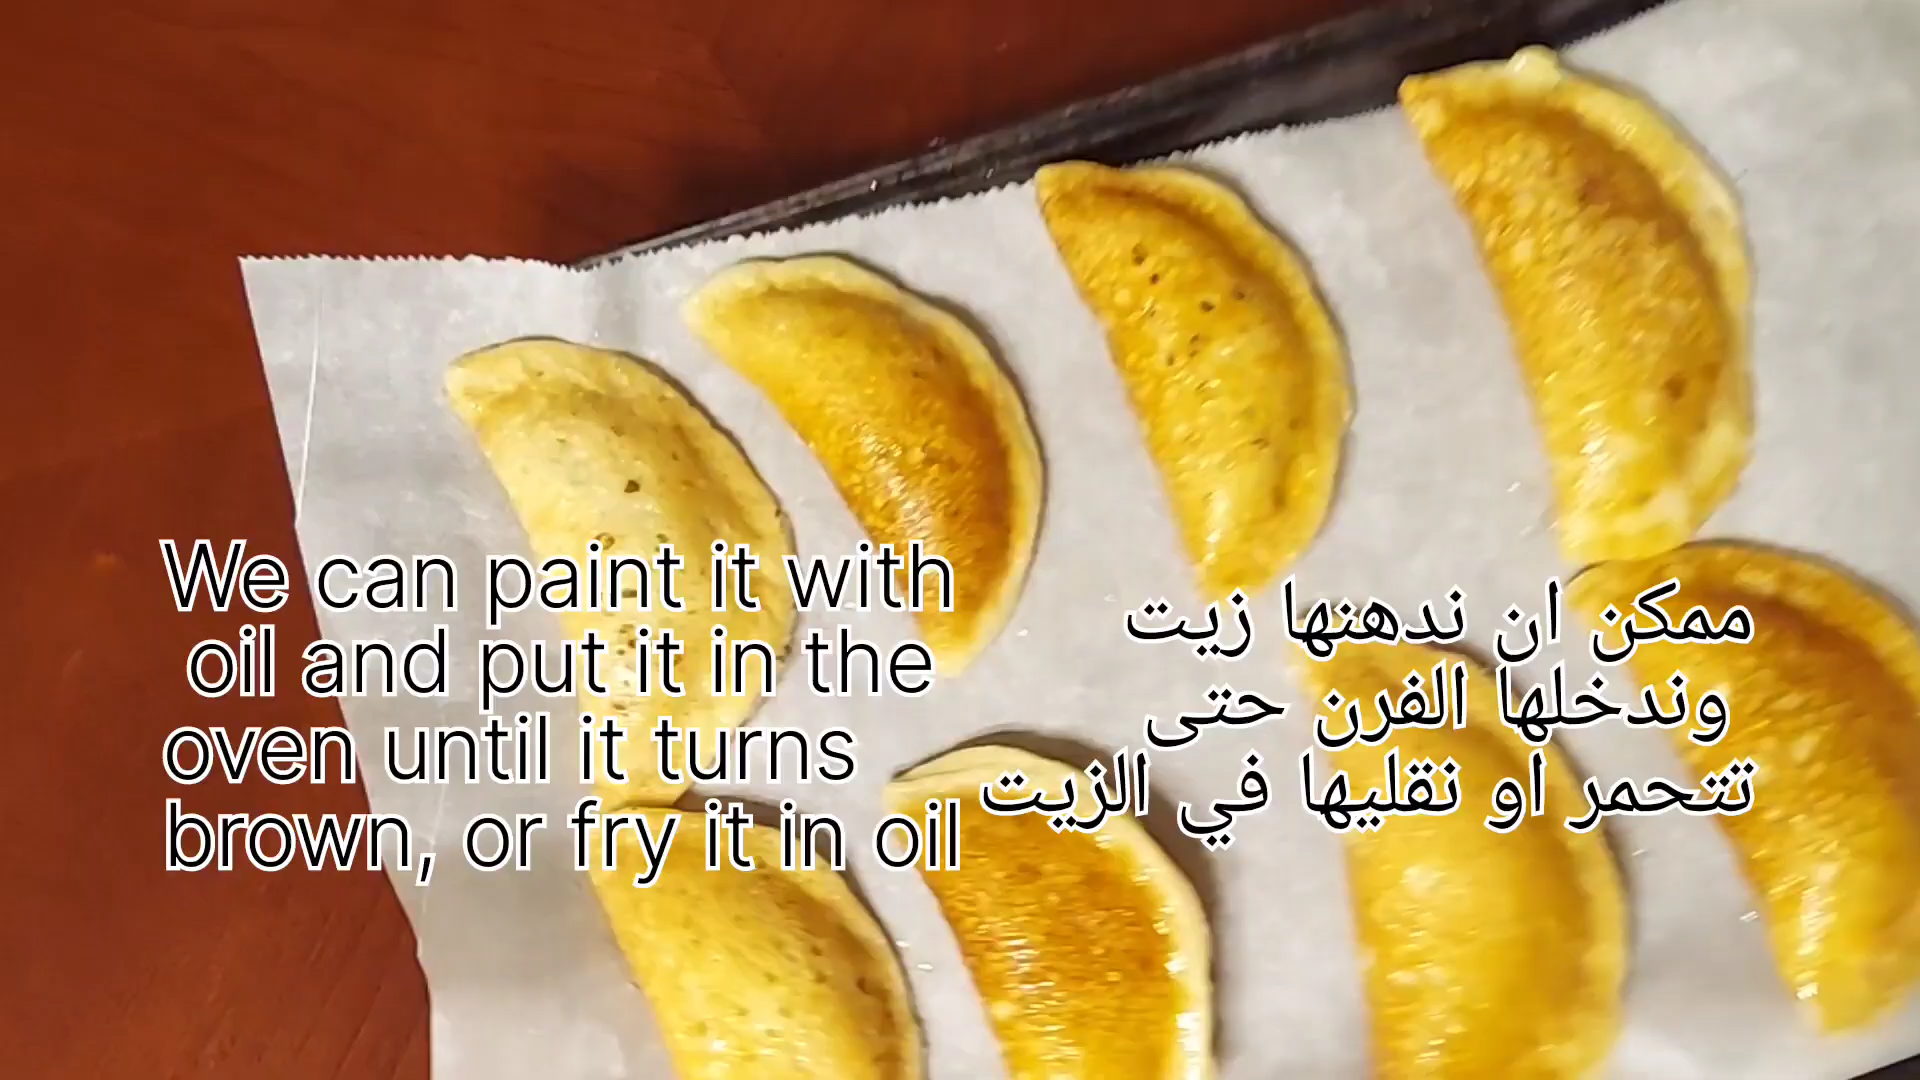 We can paint it with
oil and put it in the
oven until it turns
brown, or fry it in oil
ممكن ان ندهنها زيت
وندخلها الفرن حتى
تتحمر او نقليها في الزيت